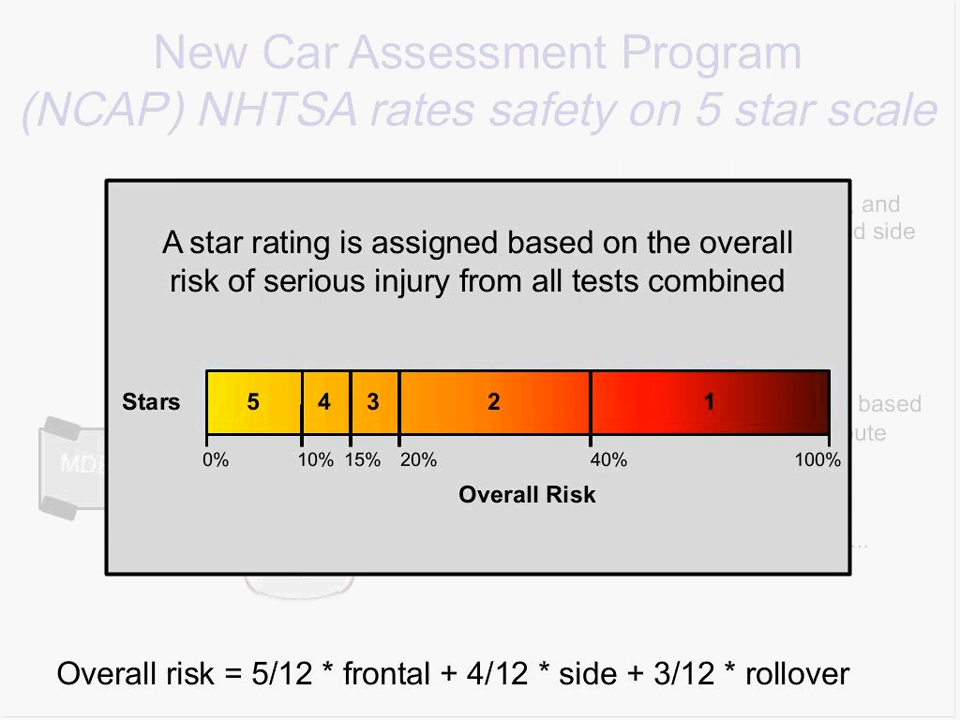 New Car Assessment Program
(NCAP) NHTSA rates safety on 5 star scale
and
side
A star rating is assigned based on the overall
risk of serious injury from all tests combined
Stars 5 4 3 2 1
based
0% 10% 15% 20% 40% 100%
Overall Risk
Overall risk = 5/12 * frontal + 4/12 * side + 3/12 * rollover